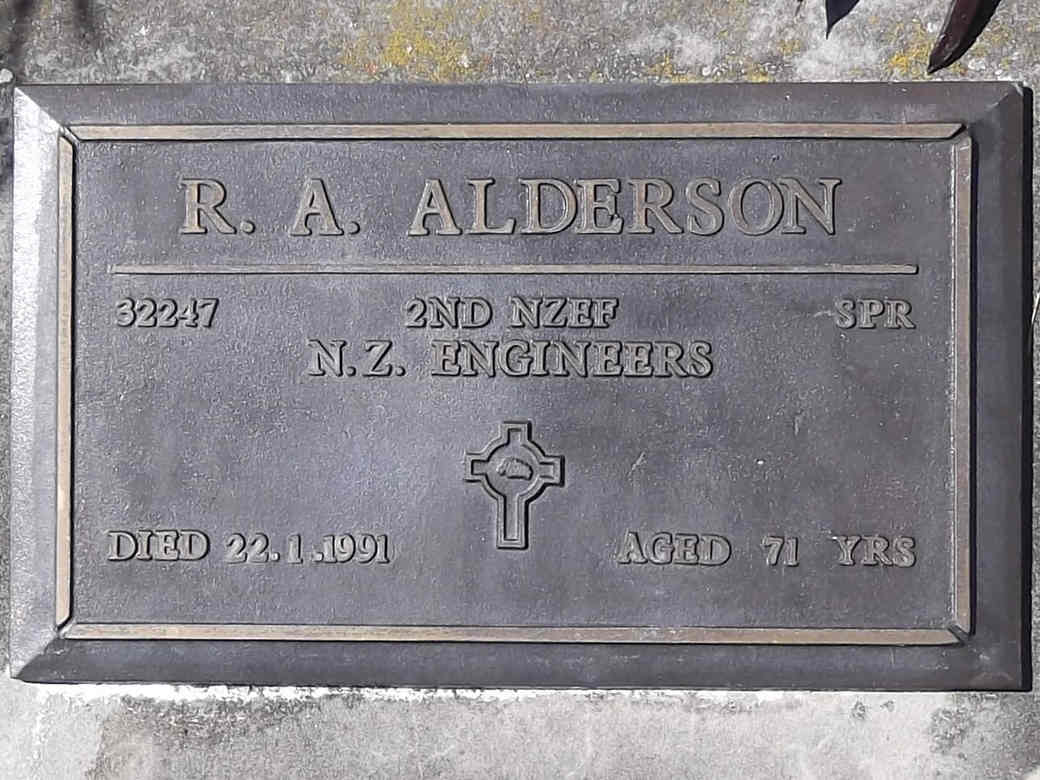 R. A. ALDERSON
32247 2ND NZEF SPR
N.Z. ENGINEERS
DIED 22.1.1991 AGED 71 YRS